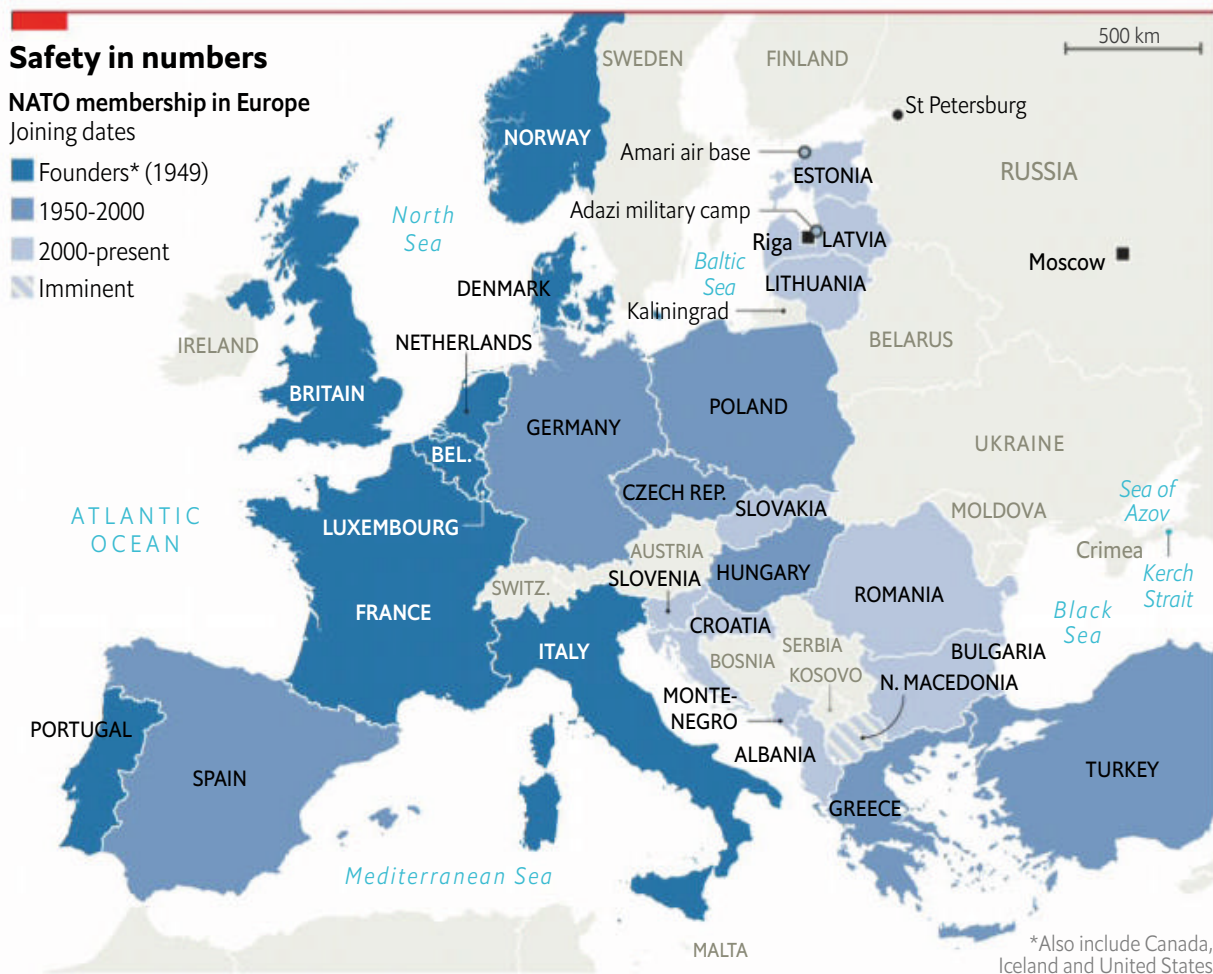 Safety in numbers
NATO membership in Europe
Joining dates
Founders* (1949)
1950-2000
2000-present
Imminent
500 km
SWEDEN
FINLAND
St Petersburg
NORWAY
Amari air base
ESTONIA
RUSSIA
Adazi military camp
North
Sea
Riga
LATVIA
Moscow
Baltic
Sea
LITHUANIA
DENMARK
Kaliningrad
IRELAND
NETHERLANDS
BELARUS
BRITAIN
GERMANY
POLAND
BEL.
UKRAINE
CZECH REP.
SLOVAKIA
Sea of
Azov
ATLANTIC
OCEAN
LUXEMBOURG
MOLDOVA
AUSTRIA
Crimea
SWITZ.
SLOVENIA
HUNGARY
Kerch
Strait
ROMANIA
FRANCE
Black
Sea
CROATIA
ITALY
SERBIA
BOSNIA
BULGARIA
KOSOVO
N. MACEDONIA
MONTE-
NEGRO
PORTUGAL
ALBANIA
SPAIN
TURKEY
GREECE
Mediterranean Sea
MALTA
*Also include Canada,
Iceland and United States